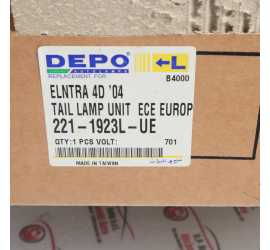 DEPO
AUTOLAMPS
REPLACEMENT FOR
L
B4000
ELNTRA 4D '04
TAIL LAMP UNIT ECE EUROP
221-1923L-UE
QTY:1 PCS VOLT: 701
MADE IN TAIWAN